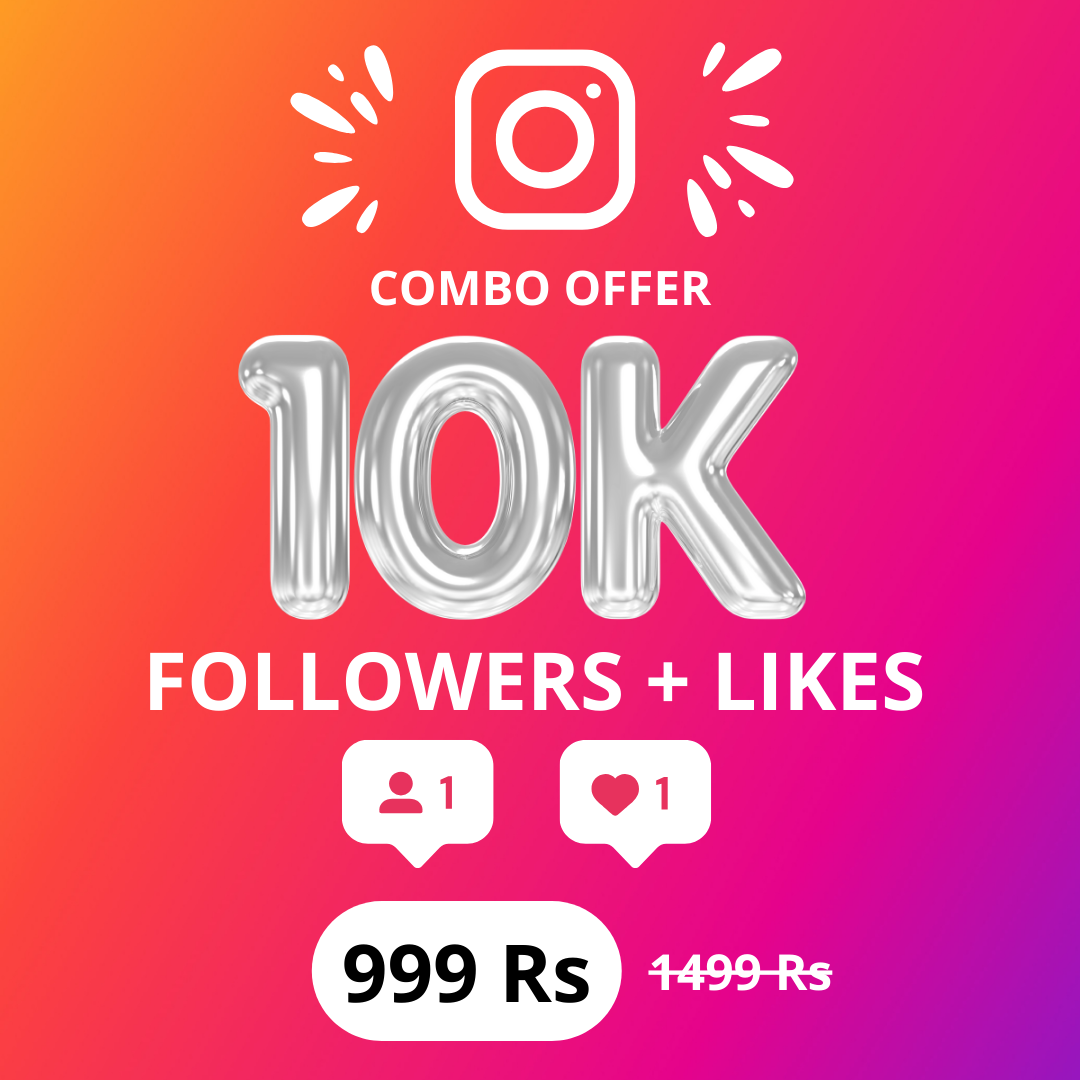 COMBO OFFER
10K
FOLLOWERS + LIKES
1 1
999 Rs 1499 Rs